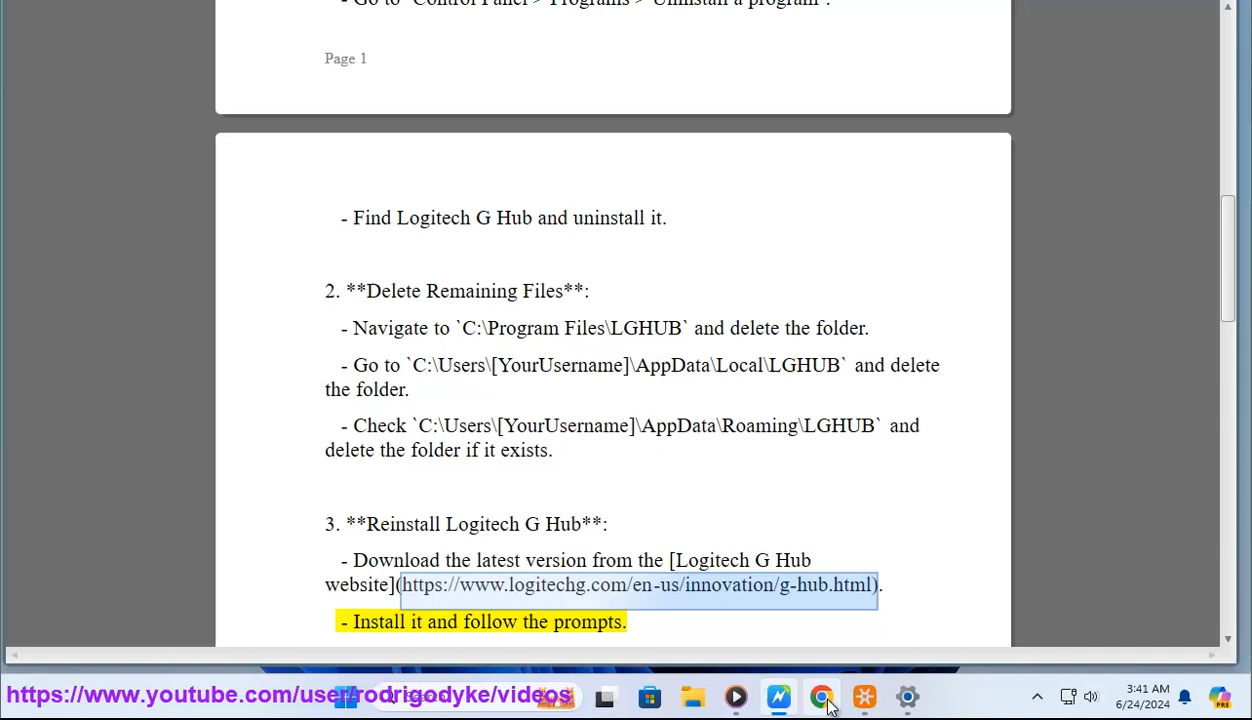 - Go to `Control Panel > Programs > Uninstall a program`.
Page 1
- Find Logitech G Hub and uninstall it.
2. **Delete Remaining Files**:
- Navigate to `C:\Program Files\LGHUB` and delete the folder.
- Go to `C:\Users\[YourUsername]\AppData\Local\LGHUB` and delete
the folder.
- Check `C:\Users\[YourUsername]\AppData\Roaming\LGHUB` and
delete the folder if it exists.
3. **Reinstall Logitech G Hub**:
- Download the latest version from the [Logitech G Hub
website](https://www.logitechg.com/en-us/innovation/g-hub.html).
- Install it and follow the prompts.
https://www.youtube.com/user/rodrigodyke/videos
3:41 AM
6/24/2024
PRE